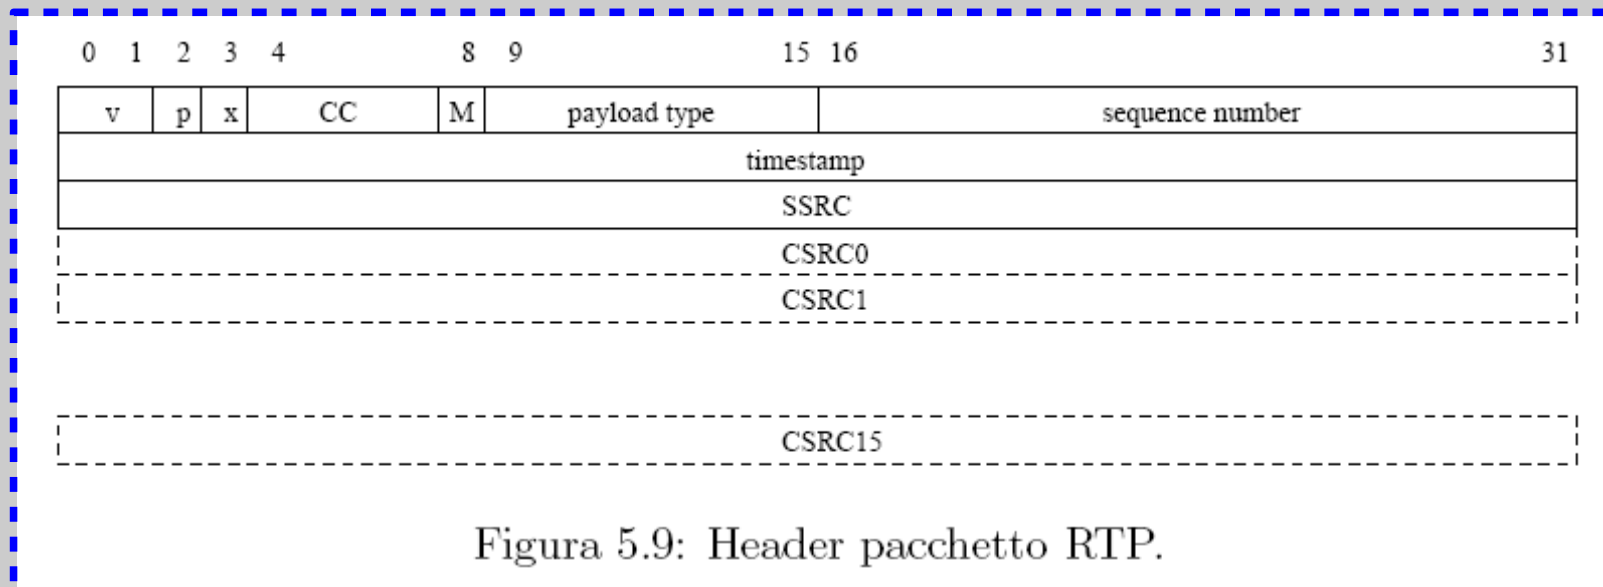 0 1 2 3 4 8 9 15 16 31
v p x CC M payload type sequence number
timestamp
SSRC
CSRC0
CSRC1
CSRC15
Figura 5.9: Header pacchetto RTP.